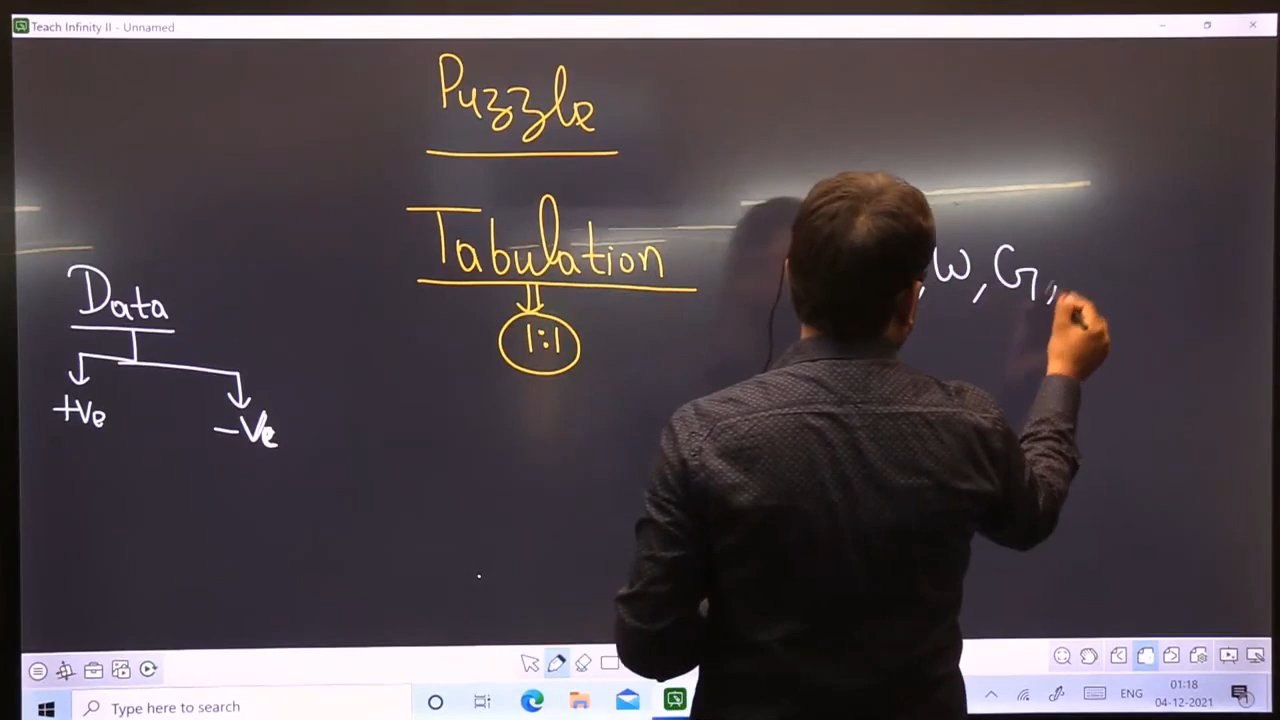 Teach Infinity II - Unnamed
Puzzle
Tabulation
1:1
Data
+Ve
-Ve
, W, G,
Type here to search
ENG
01:18
04-12-2021